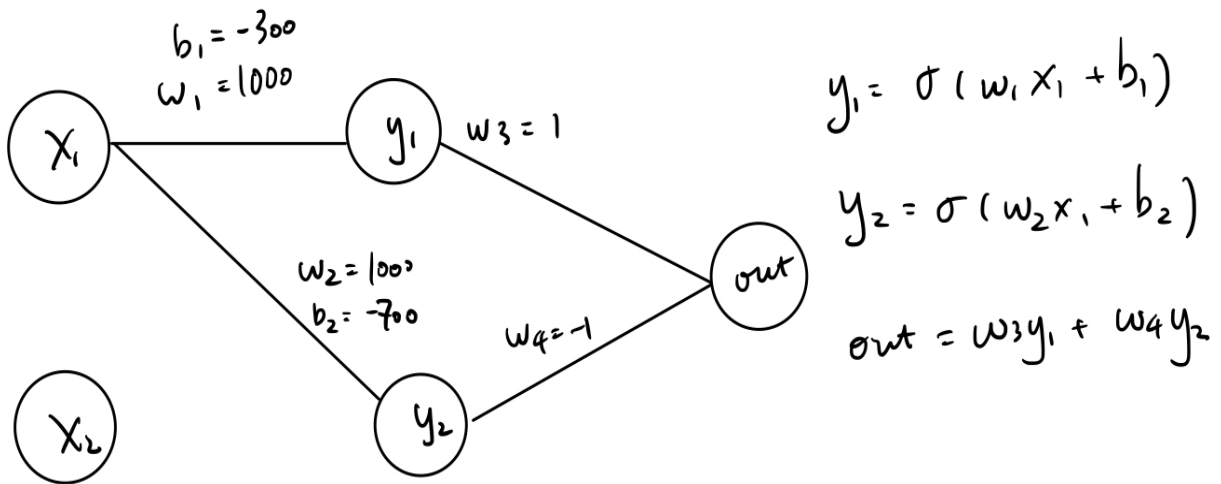 b₁ = -300
w₁ = 1000
x₁
y₁
w3 = 1
w₂ = 1000
b₂ = -700
w4 = -1
out
x₂
y₂
y₁ = σ(w₁x₁ + b₁)
y₂ = σ(w₂x₁ + b₂)
out = w3y₁ + w4y₂